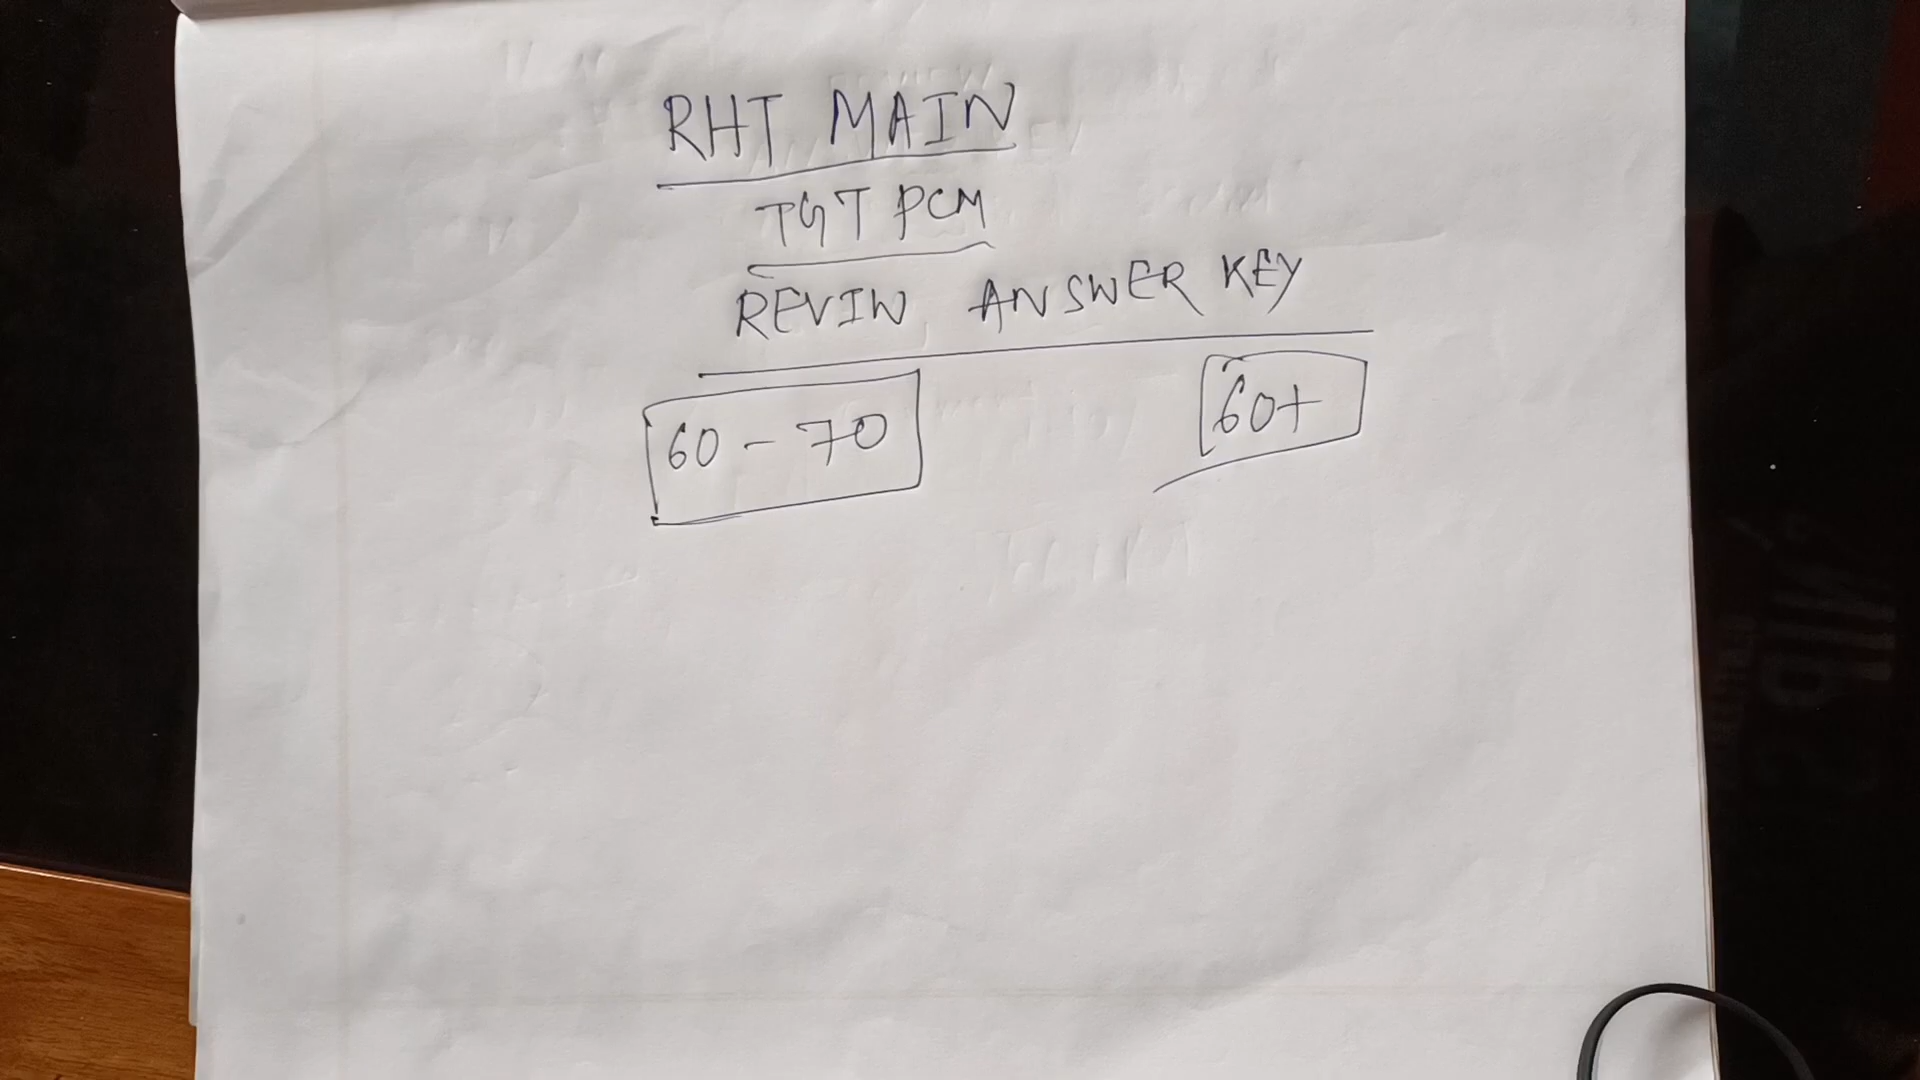 RHT MAIN
TGT PCM
REVIW ANSWER KEY
60 - 70
60+